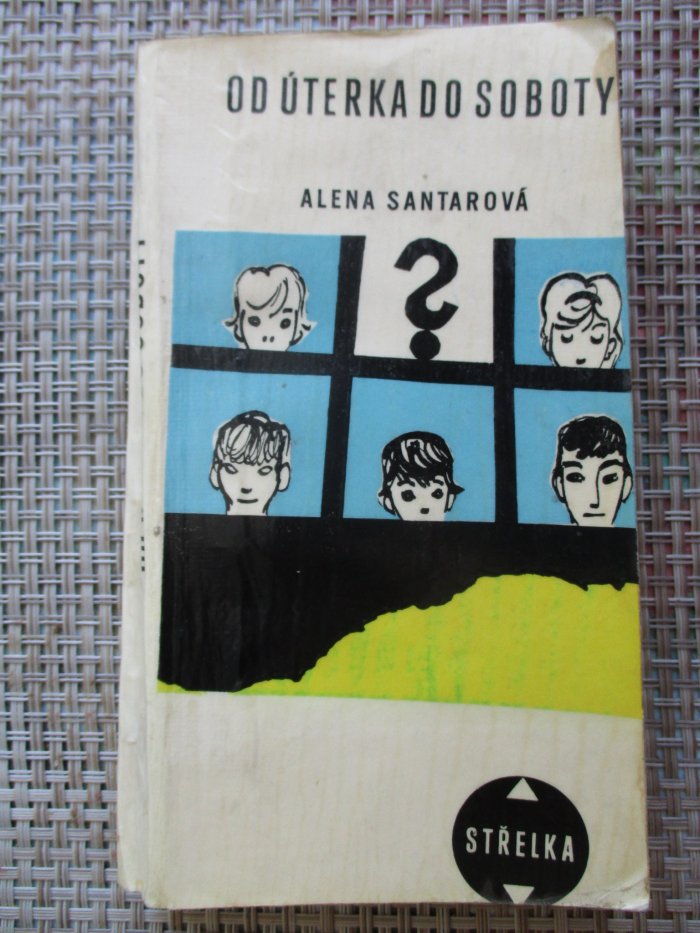 OD ÚTERKA DO SOBOTY
ALENA SANTAROVÁ
?
STŘELKA